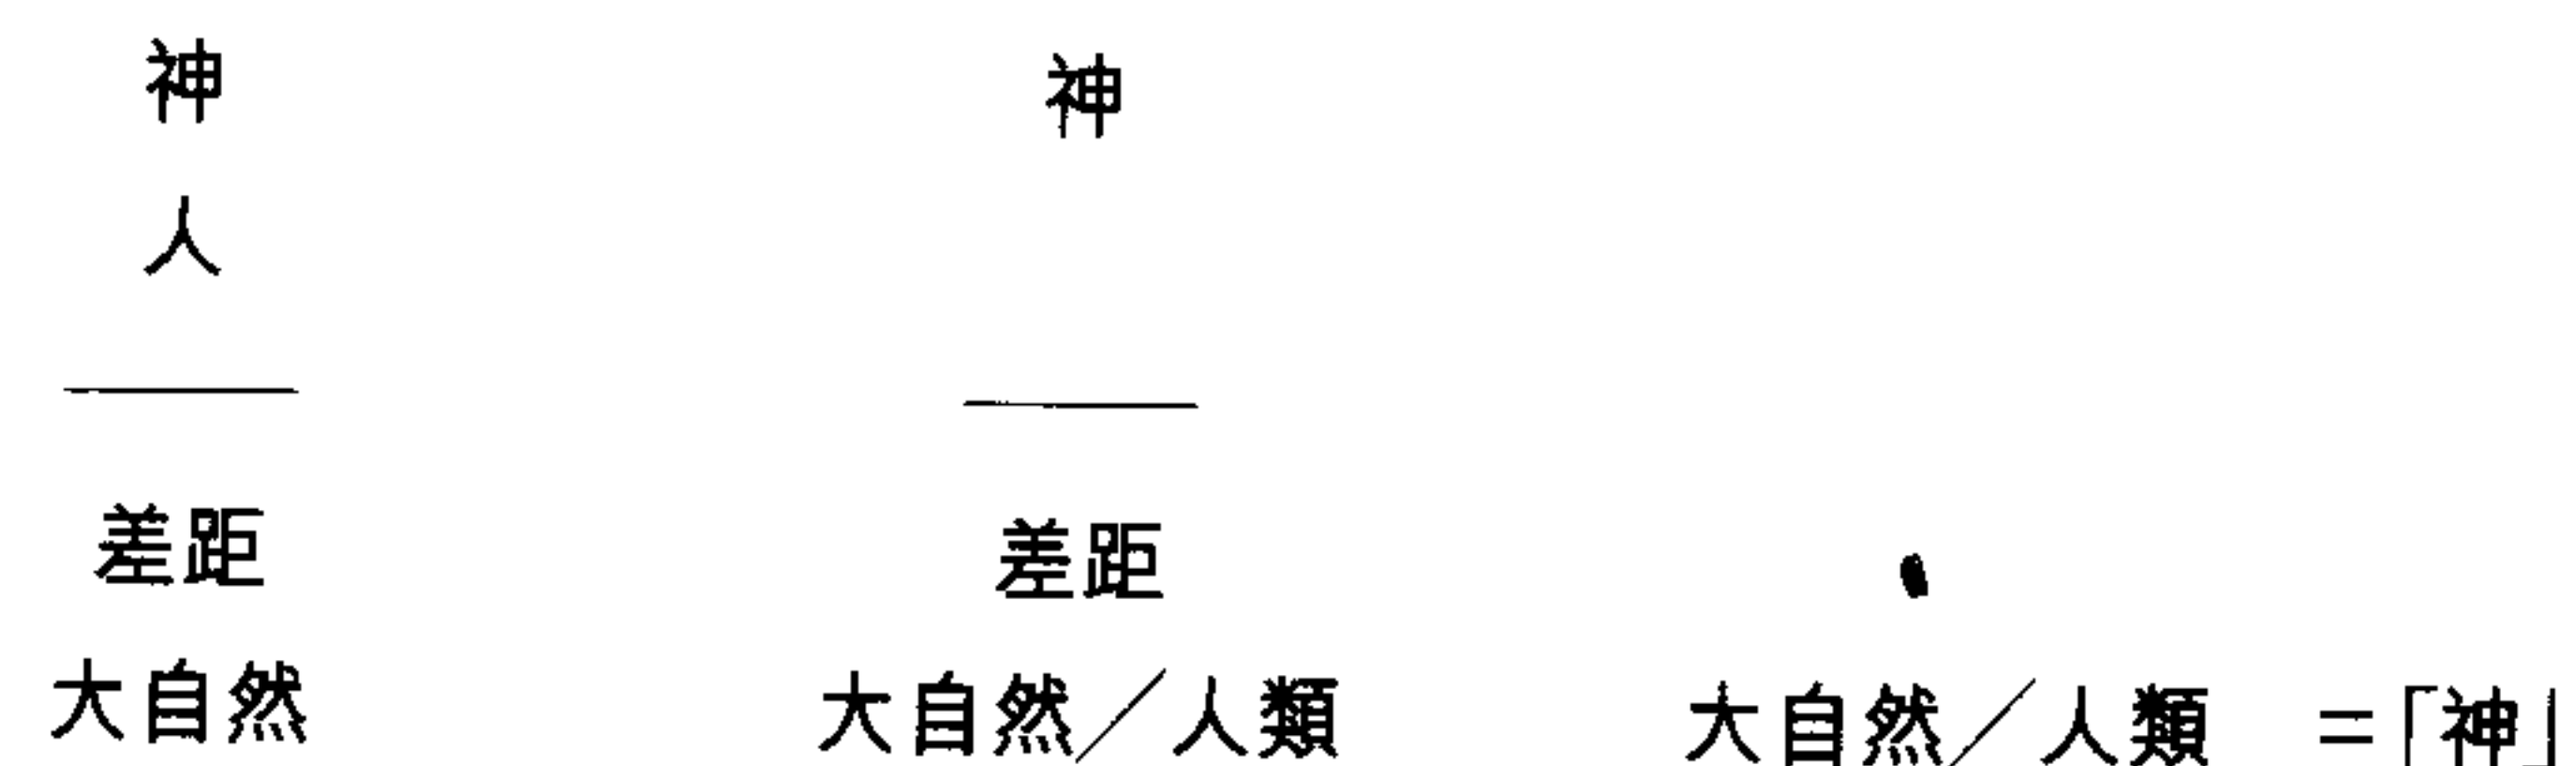 神
人
差距
大自然
神
差距
大自然／人類
大自然／人類 ＝「神」